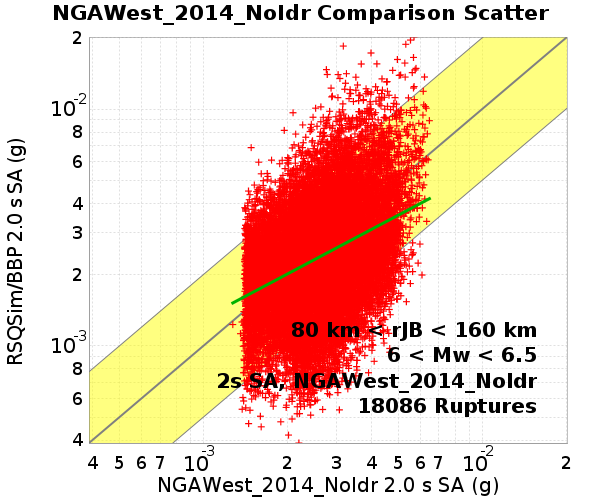 NGAWest_2014_NoIdr Comparison Scatter
2
10-2
8
6
4
3
2
10-3
8
6
4
RSQSim/BBP 2.0 s SA (g)
80 km < rJB < 160 km
6 < Mw < 6.5
2s SA, NGAWest_2014_NoIdr
18086 Ruptures
4 5 6 7 10-3 2 3 4 5 6 7 10-2 2
NGAWest_2014_NoIdr 2.0 s SA (g)